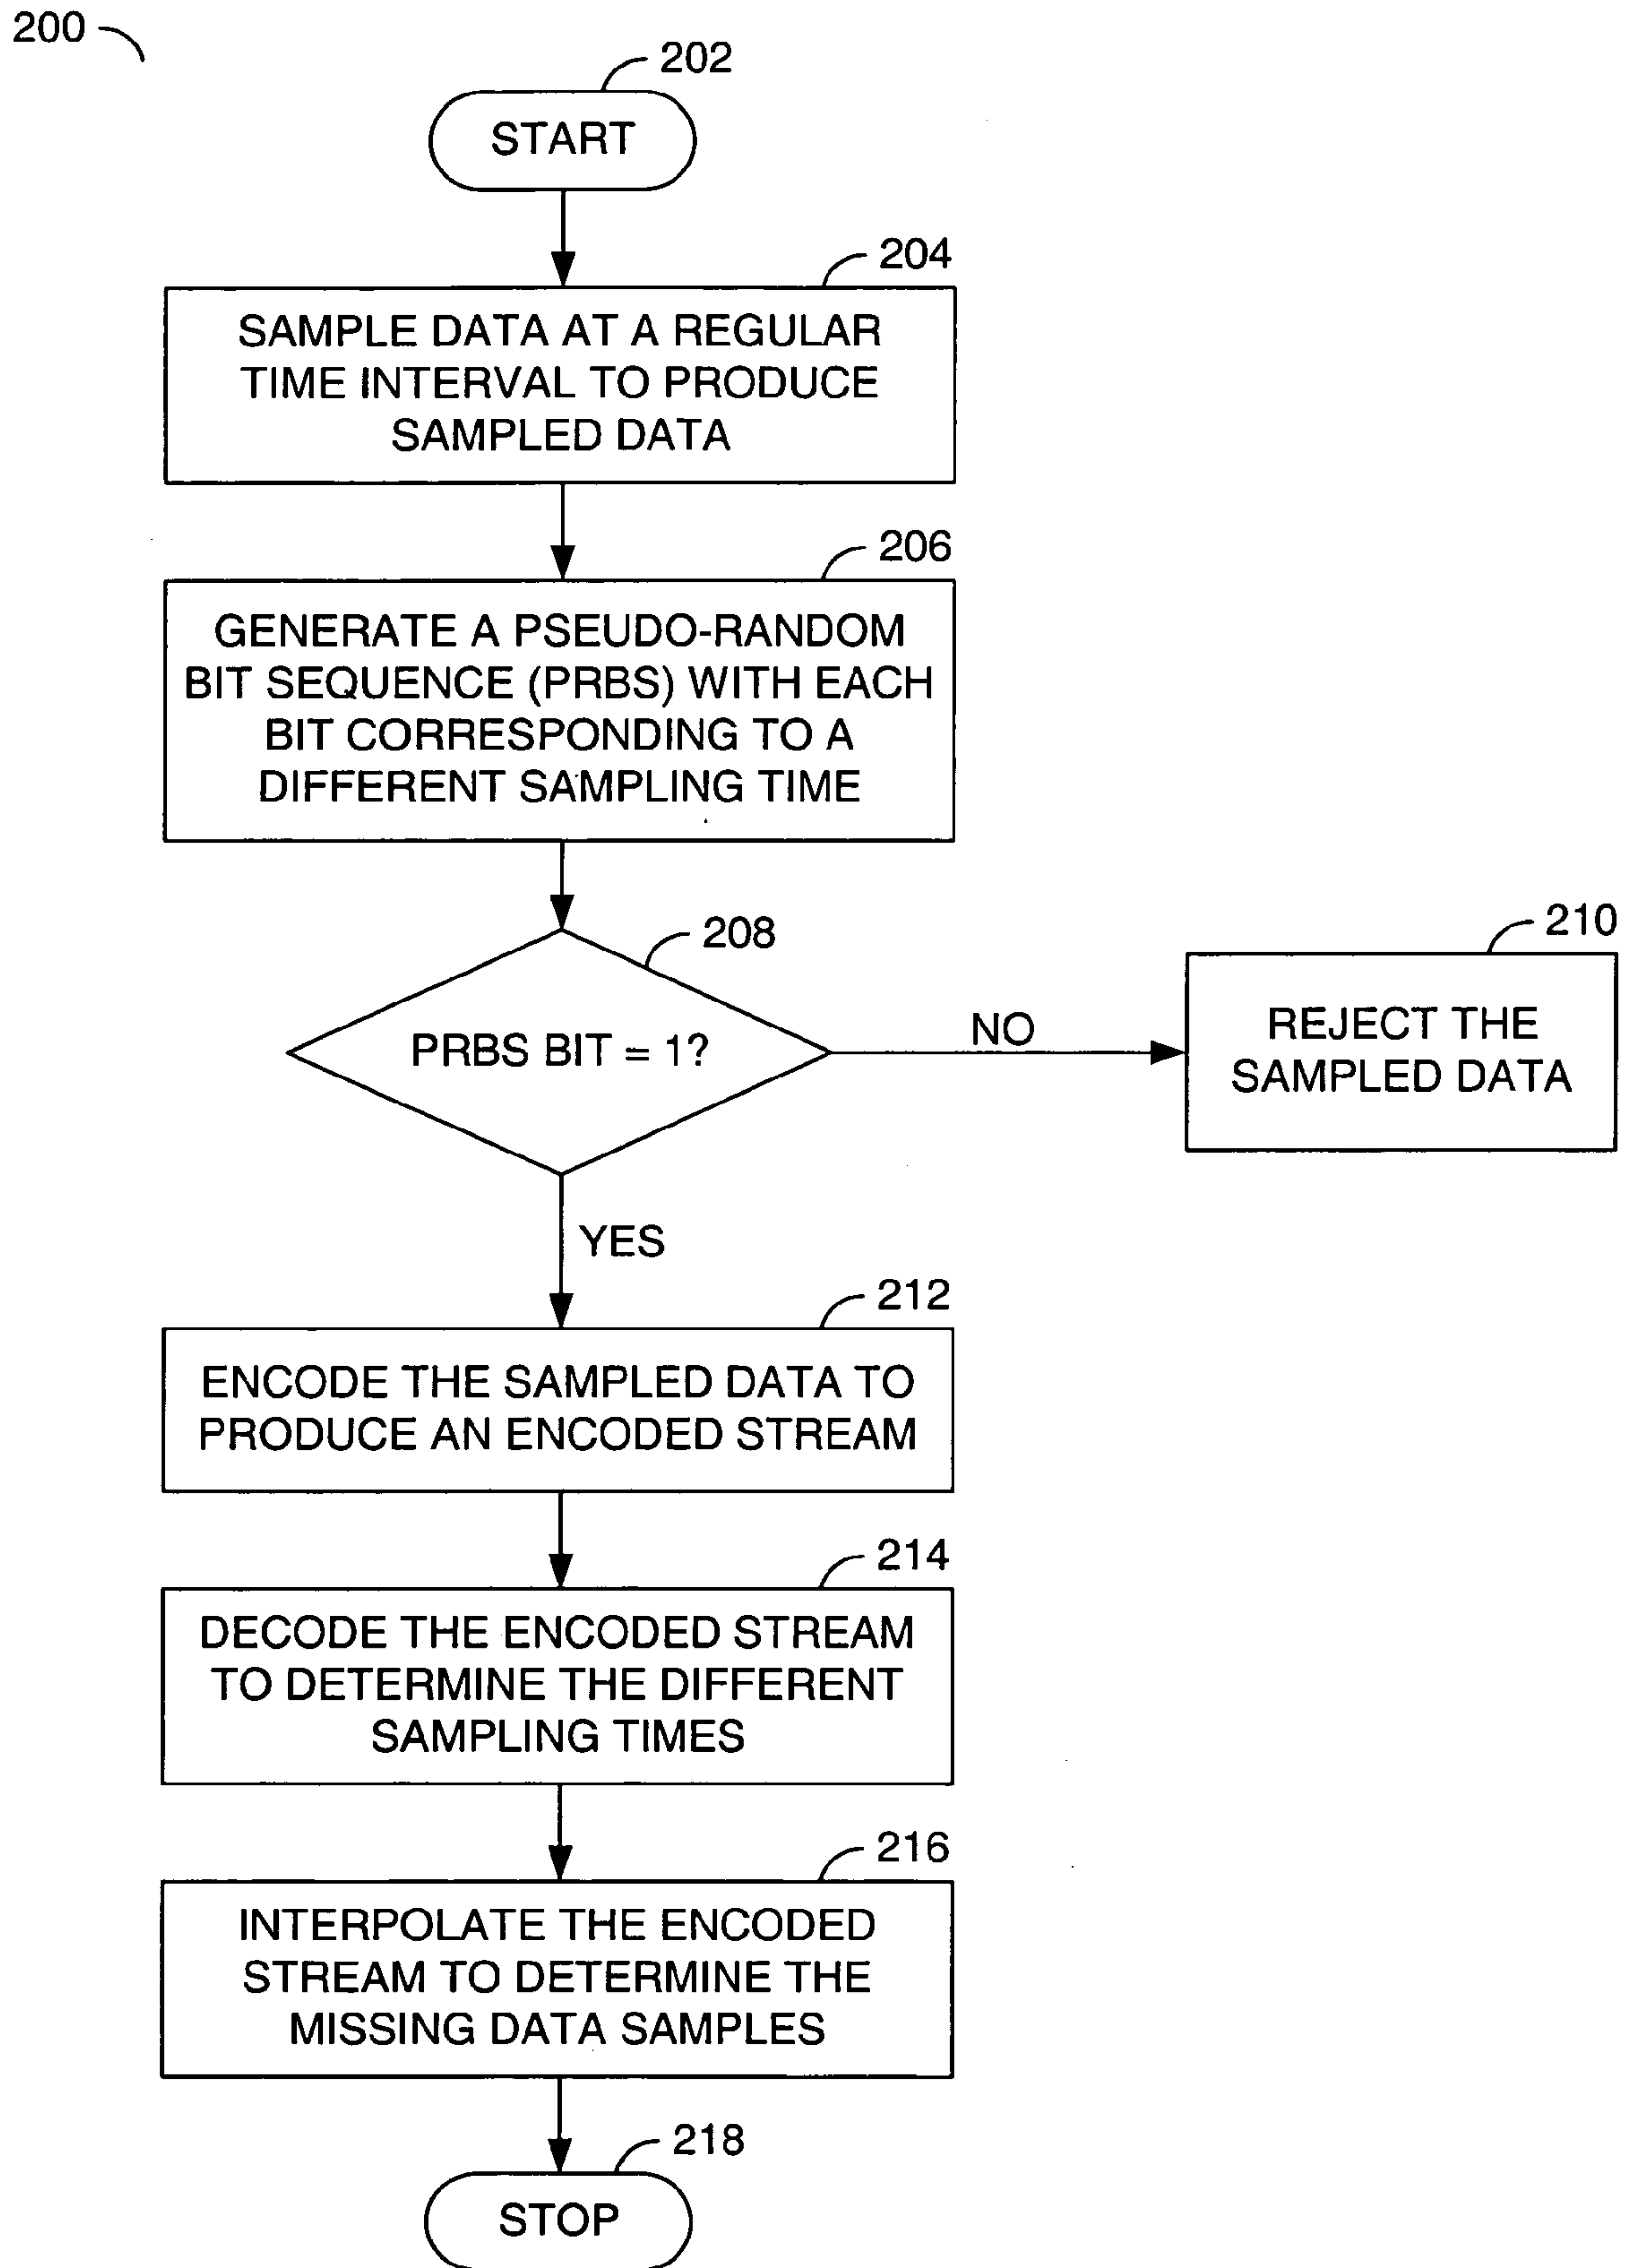 200
202
START
204
SAMPLE DATA AT A REGULAR
TIME INTERVAL TO PRODUCE
SAMPLED DATA
206
GENERATE A PSEUDO-RANDOM
BIT SEQUENCE (PRBS) WITH EACH
BIT CORRESPONDING TO A
DIFFERENT SAMPLING TIME
208
PRBS BIT = 1?
NO
210
REJECT THE
SAMPLED DATA
YES
212
ENCODE THE SAMPLED DATA TO
PRODUCE AN ENCODED STREAM
214
DECODE THE ENCODED STREAM
TO DETERMINE THE DIFFERENT
SAMPLING TIMES
216
INTERPOLATE THE ENCODED
STREAM TO DETERMINE THE
MISSING DATA SAMPLES
218
STOP